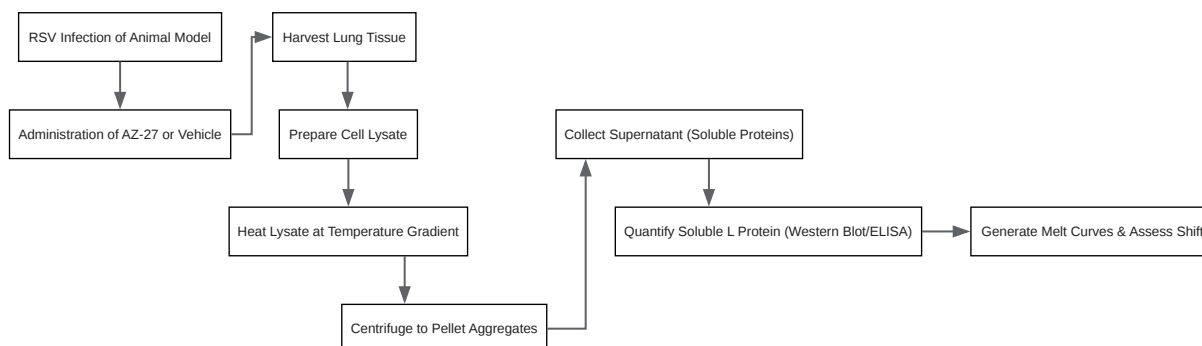 RSV Infection of Animal Model
Administration of AZ-27 or Vehicle
Harvest Lung Tissue
Prepare Cell Lysate
Heat Lysate at Temperature Gradient
Centrifuge to Pellet Aggregates
Collect Supernatant (Soluble Proteins)
Quantify Soluble L Protein (Western Blot/ELISA)
Generate Melt Curves & Assess Shift